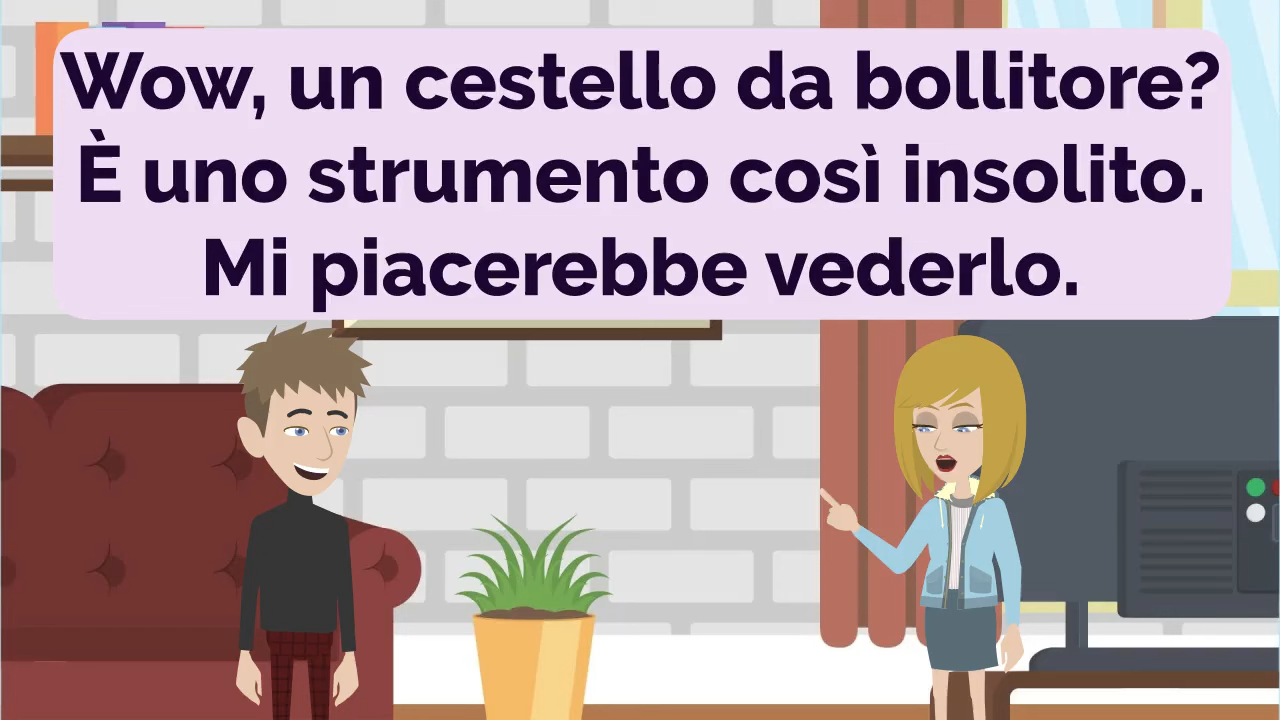 Wow, un cestello da bollitore?
È uno strumento così insolito.
Mi piacerebbe vederlo.